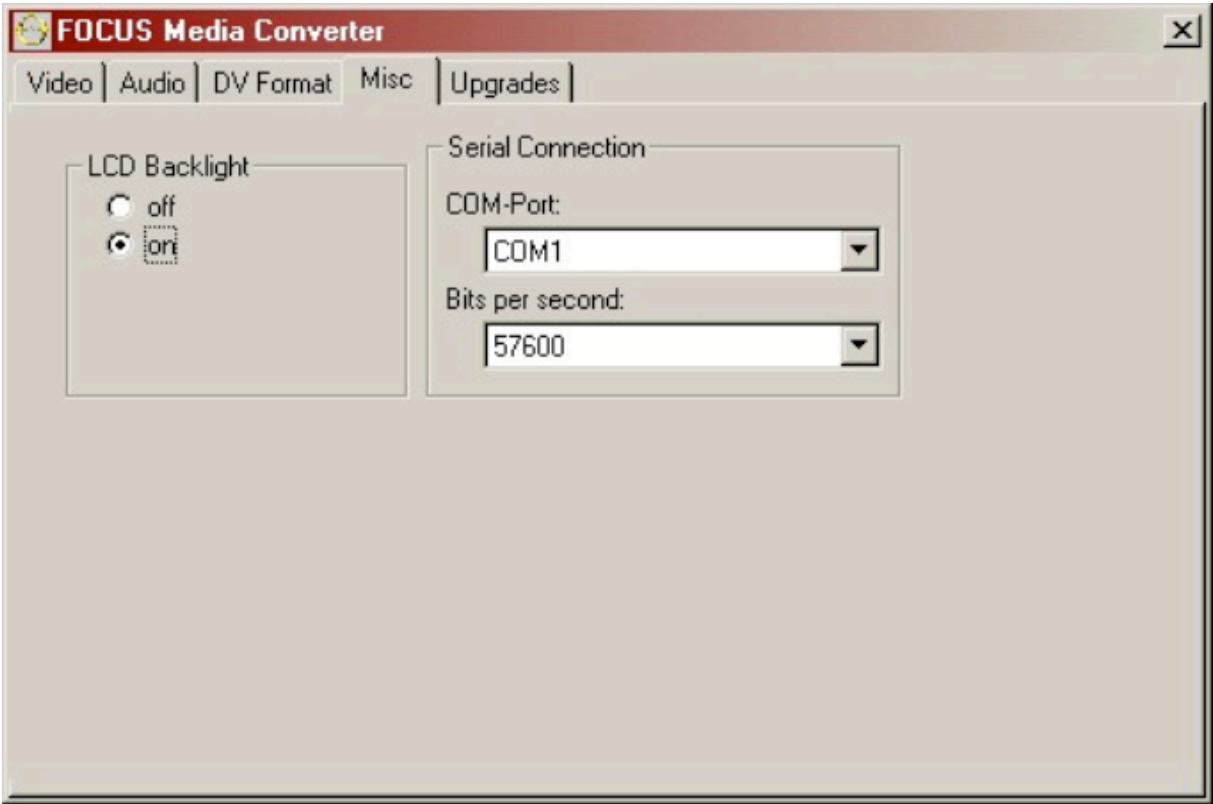 FOCUS Media Converter
Video Audio DV Format Misc Upgrades
LCD Backlight
off
on
Serial Connection
COM-Port:
COM1
Bits per second:
57600